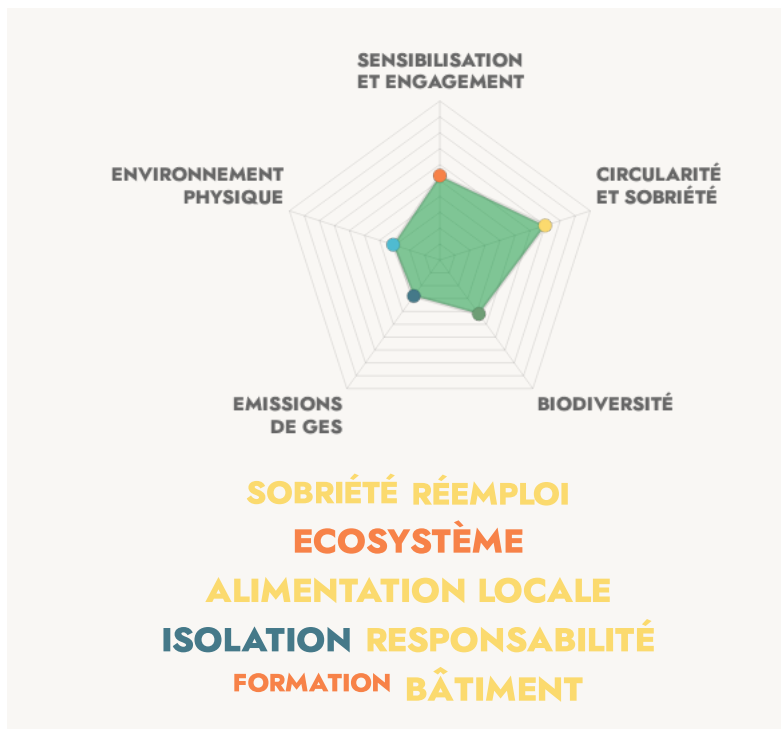 SENSIBILISATION
ET ENGAGEMENT
ENVIRONNEMENT
PHYSIQUE
CIRCULARITÉ
ET SOBRIÉTÉ
EMISSIONS
DE GES
BIODIVERSITÉ
SOBRIÉTÉ RÉEMPLOI
ECOSYSTÈME
ALIMENTATION LOCALE
ISOLATION RESPONSABILITÉ
FORMATION BÂTIMENT